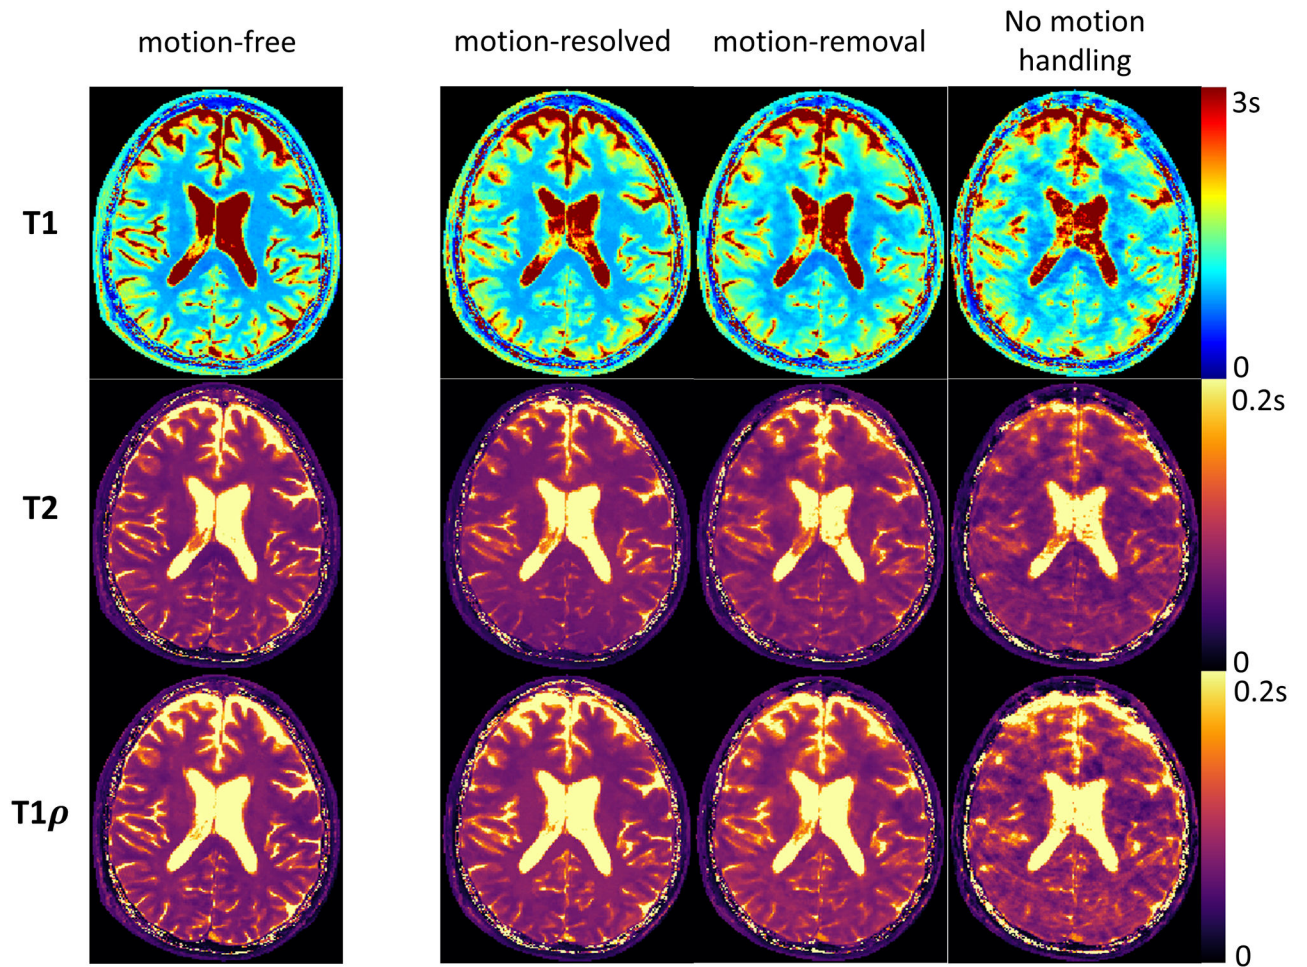 motion-free
motion-resolved
motion-removal
No motion
handling
T1
3s
0
T2
0.2s
0
T1ρ
0.2s
0